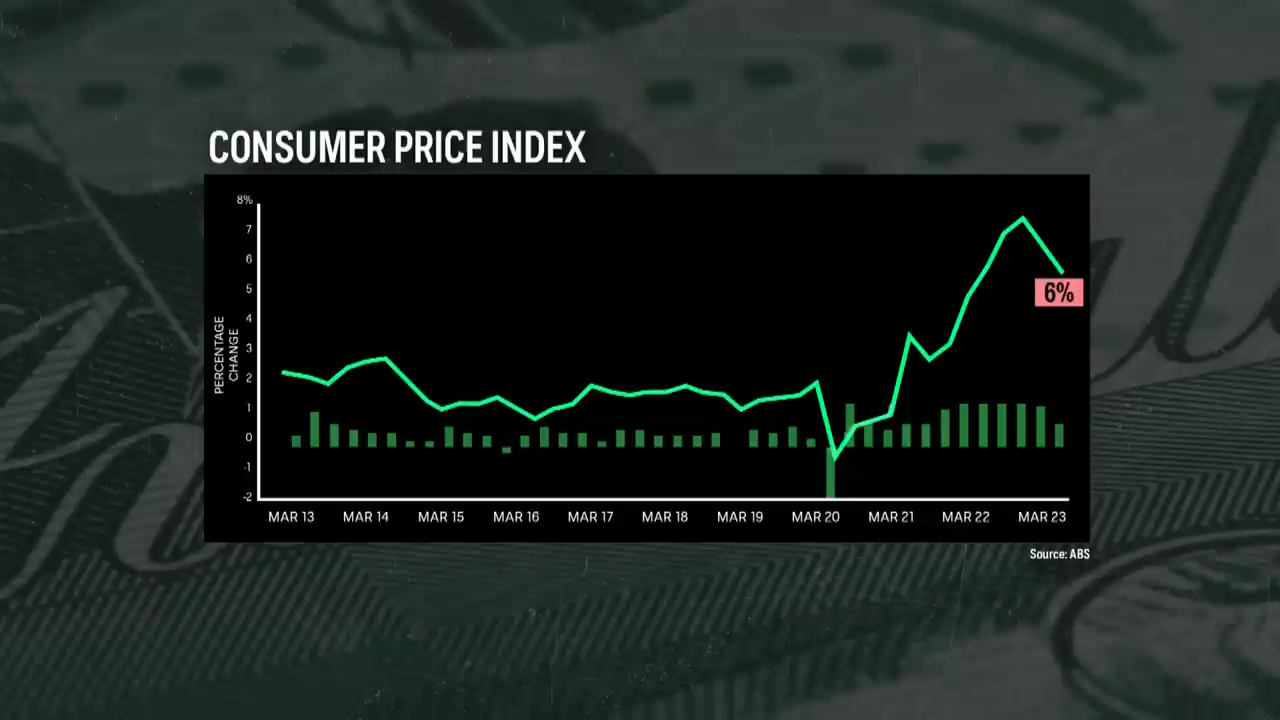 CONSUMER PRICE INDEX
8%
7
6
5
4
3
2
1
0
-1
-2
PERCENTAGE
CHANGE
6%
MAR 13 MAR 14 MAR 15 MAR 16 MAR 17 MAR 18 MAR 19 MAR 20 MAR 21 MAR 22 MAR 23
Source: ABS